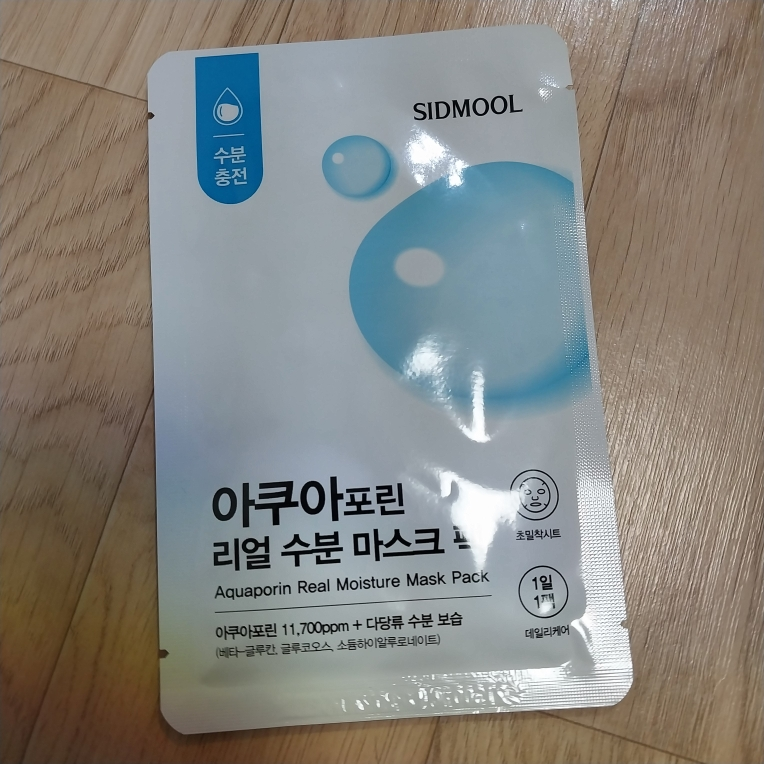 SIDMOOL
수분
충전
아쿠아포린
리얼 수분 마스크
Aquaporin Real Moisture Mask Pack
아쿠아포린 11,700ppm + 다당류 수분 보습
(베타-글루칸, 글루코오스, 소듐하이알루로네이트)
초밀착시트
1일
1팩
데일리케어